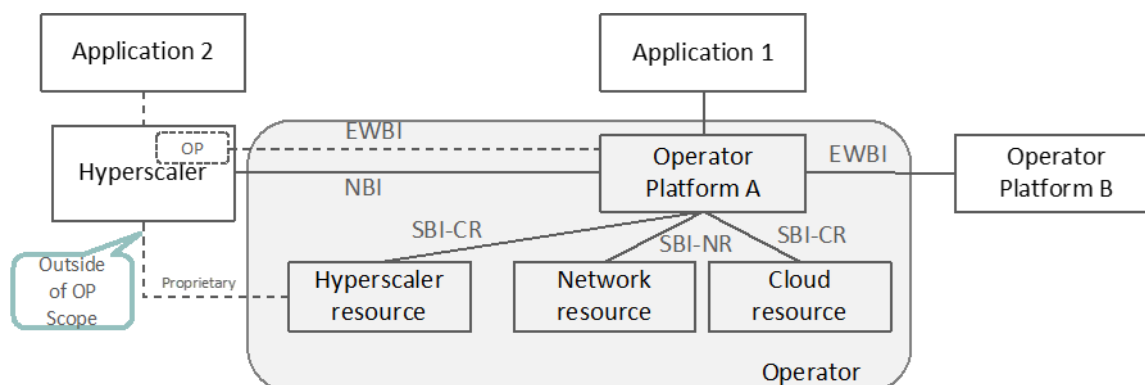 Application 2
Application 1
EWBI
OP
Hyperscaler
NBI
Operator
Platform A
EWBI
Operator
Platform B
SBI-CR
SBI-NR
SBI-CR
Outside
of OP
Scope
Proprietary
Hyperscaler
resource
Network
resource
Cloud
resource
Operator